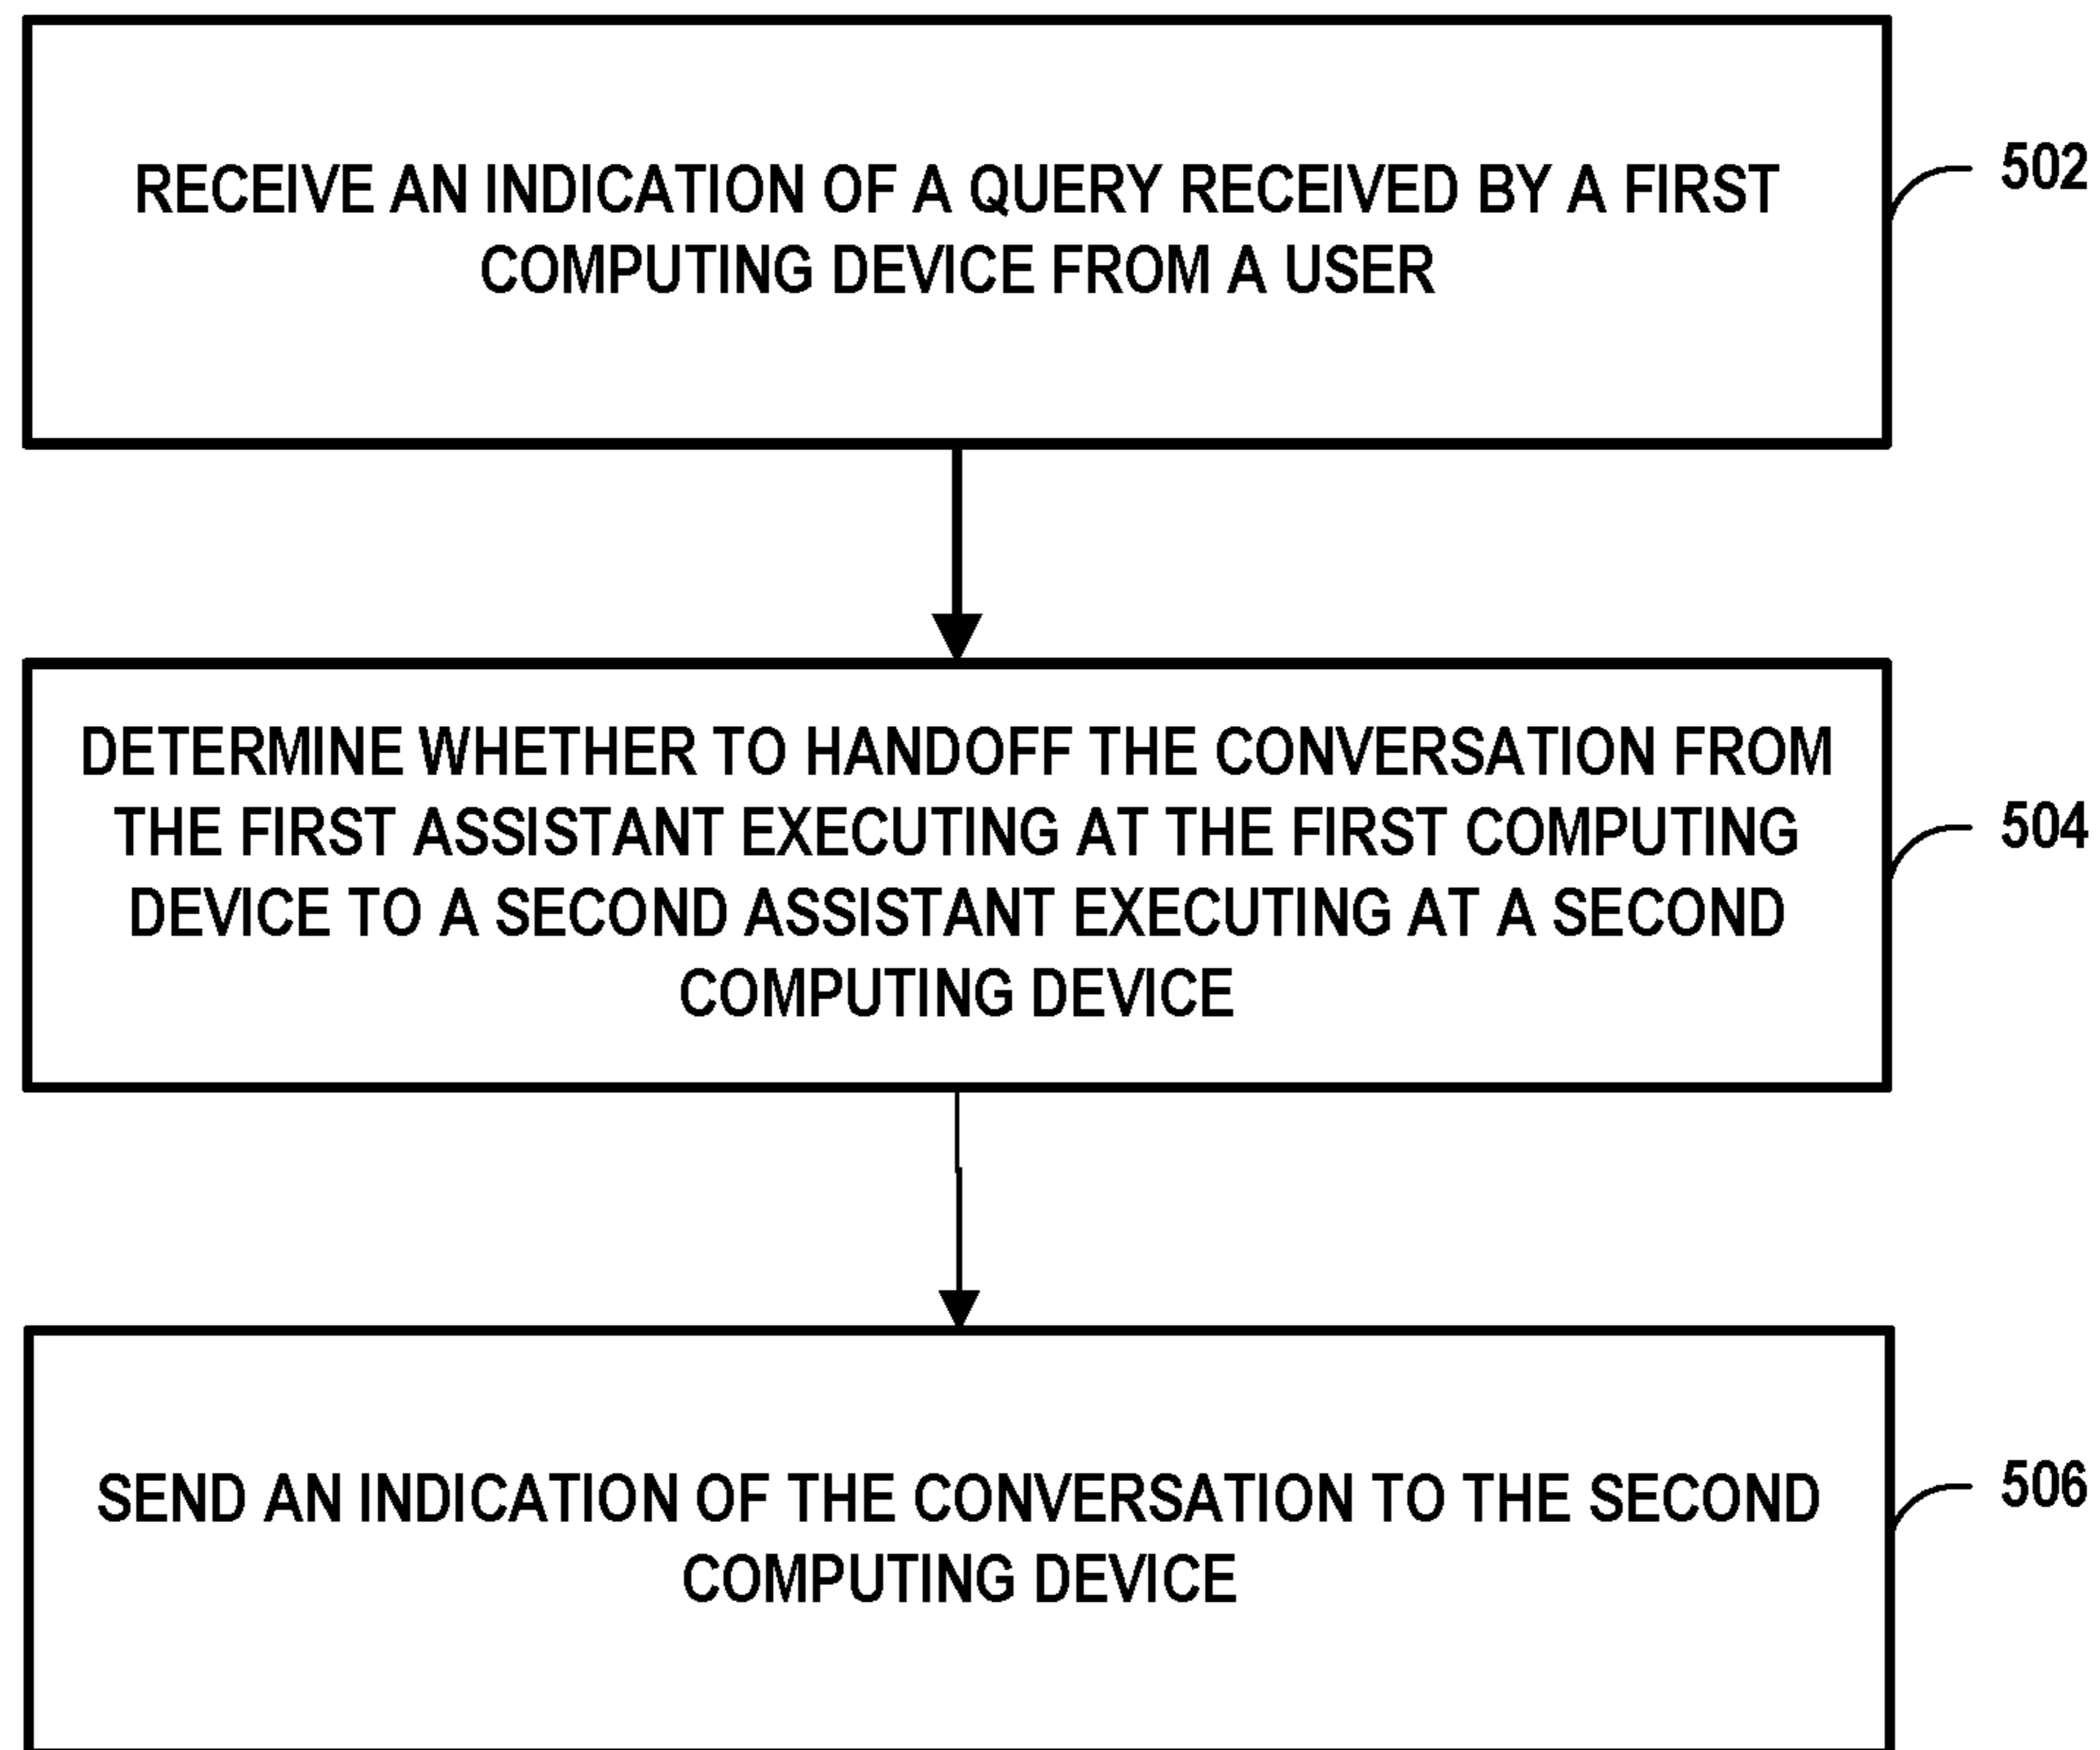 RECEIVE AN INDICATION OF A QUERY RECEIVED BY A FIRST
COMPUTING DEVICE FROM A USER
502
DETERMINE WHETHER TO HANDOFF THE CONVERSATION FROM
THE FIRST ASSISTANT EXECUTING AT THE FIRST COMPUTING
DEVICE TO A SECOND ASSISTANT EXECUTING AT A SECOND
COMPUTING DEVICE
504
SEND AN INDICATION OF THE CONVERSATION TO THE SECOND
COMPUTING DEVICE
506